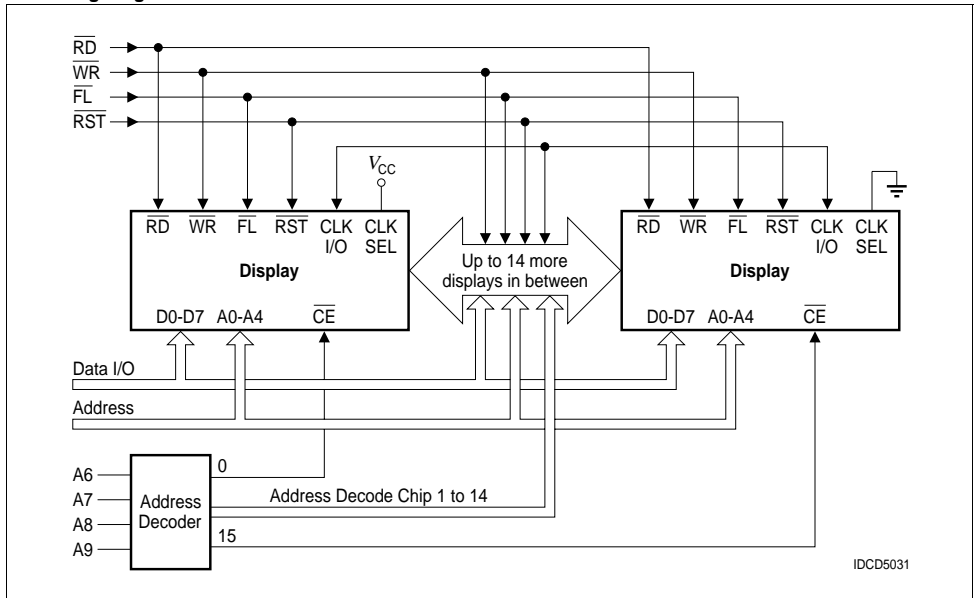 RD
WR
FL
RST
VCC
RD WR FL RST CLK I/O CLK SEL
Display
D0-D7 A0-A4 CE
Up to 14 more
displays in between
RD WR FL RST CLK I/O CLK SEL
Display
D0-D7 A0-A4 CE
Data I/O
Address
A6
A7
A8
A9
Address
Decoder
0
Address Decode Chip 1 to 14
15
IDCD5031